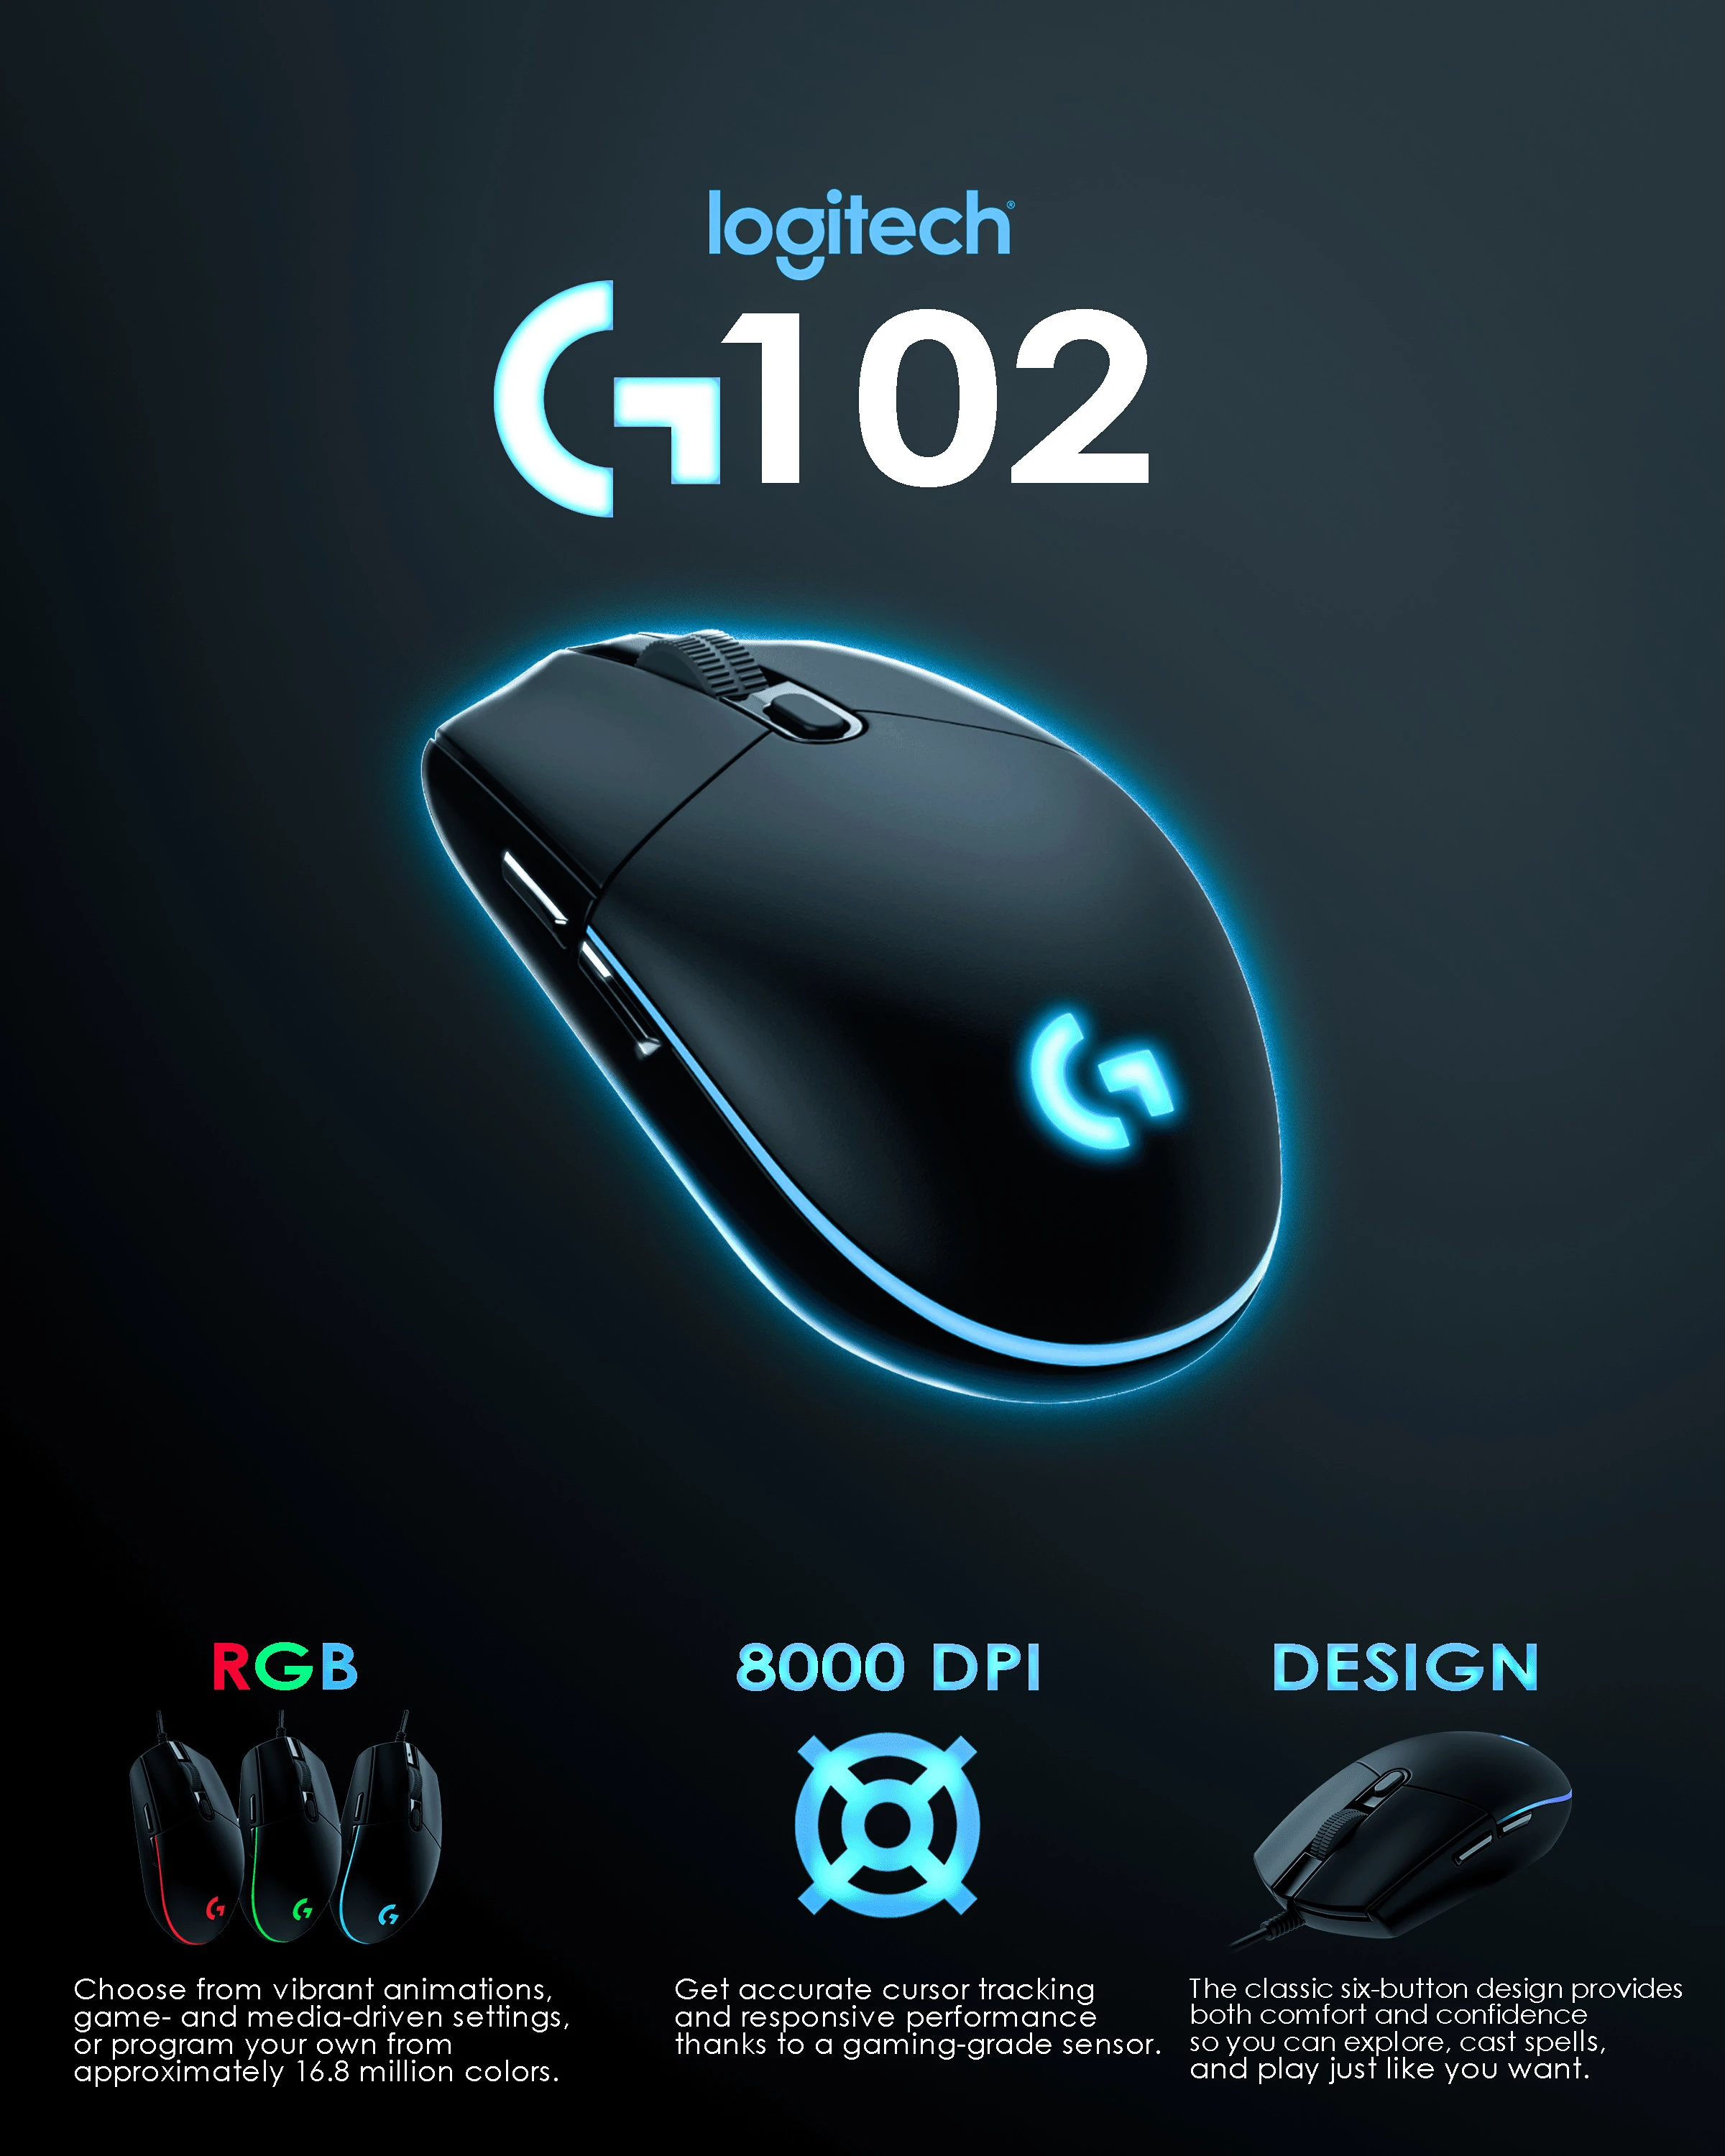 logitech®
G102
RGB
Choose from vibrant animations,
game- and media-driven settings,
or program your own from
approximately 16.8 million colors.
8000 DPI
Get accurate cursor tracking
and responsive performance
thanks to a gaming-grade sensor.
DESIGN
The classic six-button design provides
both comfort and confidence
so you can explore, cast spells,
and play just like you want.